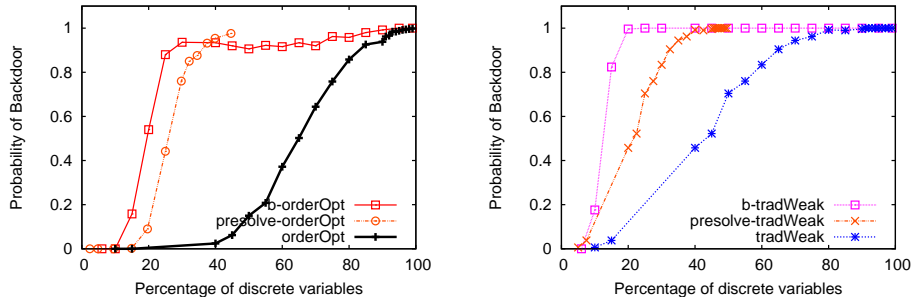 Probability of Backdoor
1
0.8
0.6
0.4
0.2
0
0 20 40 60 80 100
Percentage of discrete variables
b-orderOpt
presolve-orderOpt
orderOpt
Probability of Backdoor
1
0.8
0.6
0.4
0.2
0
0 20 40 60 80 100
Percentage of discrete variables
b-tradWeak
presolve-tradWeak
tradWeak